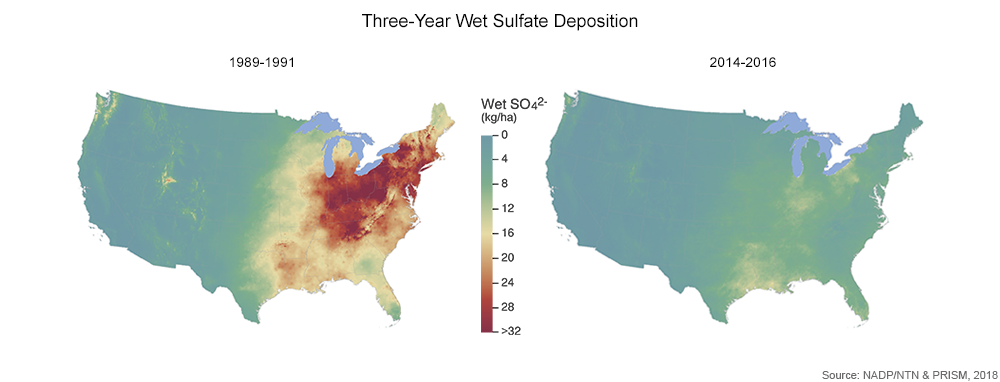 Three-Year Wet Sulfate Deposition
1989-1991
2014-2016
Wet SO₄²⁻
(kg/ha)
0
4
8
12
16
20
24
28
>32
Source: NADP/NTN & PRISM, 2018